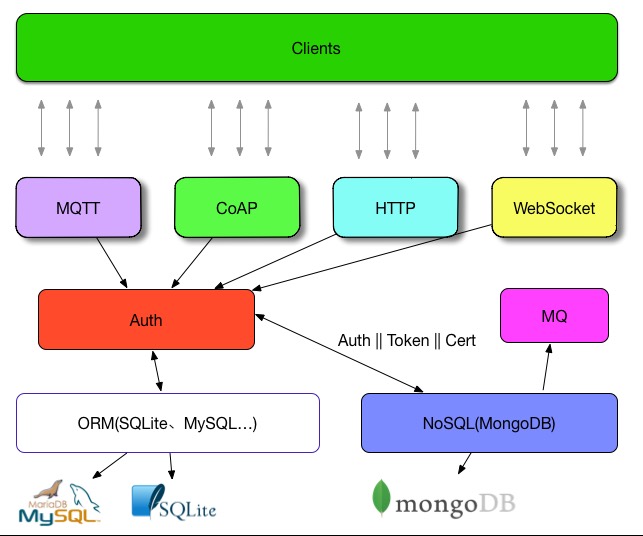 Clients
MQTT
CoAP
HTTP
WebSocket
Auth
MQ
Auth || Token || Cert
ORM(SQLite、MySQL...)
NoSQL(MongoDB)
MariaDB
MySQL
SQLite
mongoDB